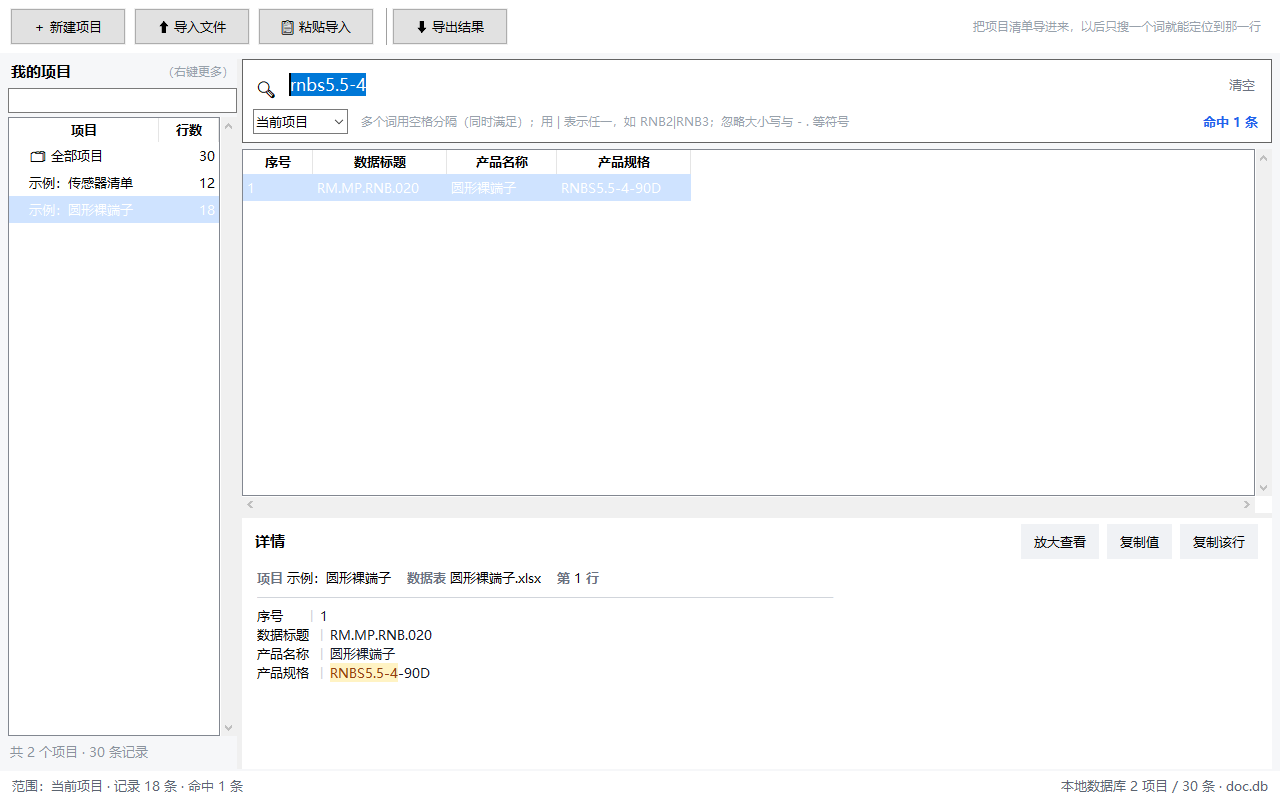 + 新建项目 ⬆ 导入文件 📋 粘贴导入 ⬇ 导出结果 把项目清单导进来，以后只搜一个词就能定位到那一行
我的项目 (右键更多)
🔍 rnbs5.5-4 清空
当前项目 多个词用空格分隔（同时满足）；用 | 表示任一，如 RNB2|RNB3；忽略大小写与 - . 等符号 命中 1 条
项目 行数
🗂 全部项目 30
示例：传感器清单 12
示例：圆形裸端子 18
共 2 个项目 · 30 条记录
序号 数据标题 产品名称 产品规格
1 RM.MP.RNB.020 圆形裸端子 RNBS5.5-4-90D
详情 放大查看 复制值 复制该行
项目 示例：圆形裸端子 数据表 圆形裸端子.xlsx 第 1 行
序号 | 1
数据标题 | RM.MP.RNB.020
产品名称 | 圆形裸端子
产品规格 | RNBS5.5-4-90D
范围：当前项目 · 记录 18 条 · 命中 1 条 本地数据库 2 项目 / 30 条 · doc.db